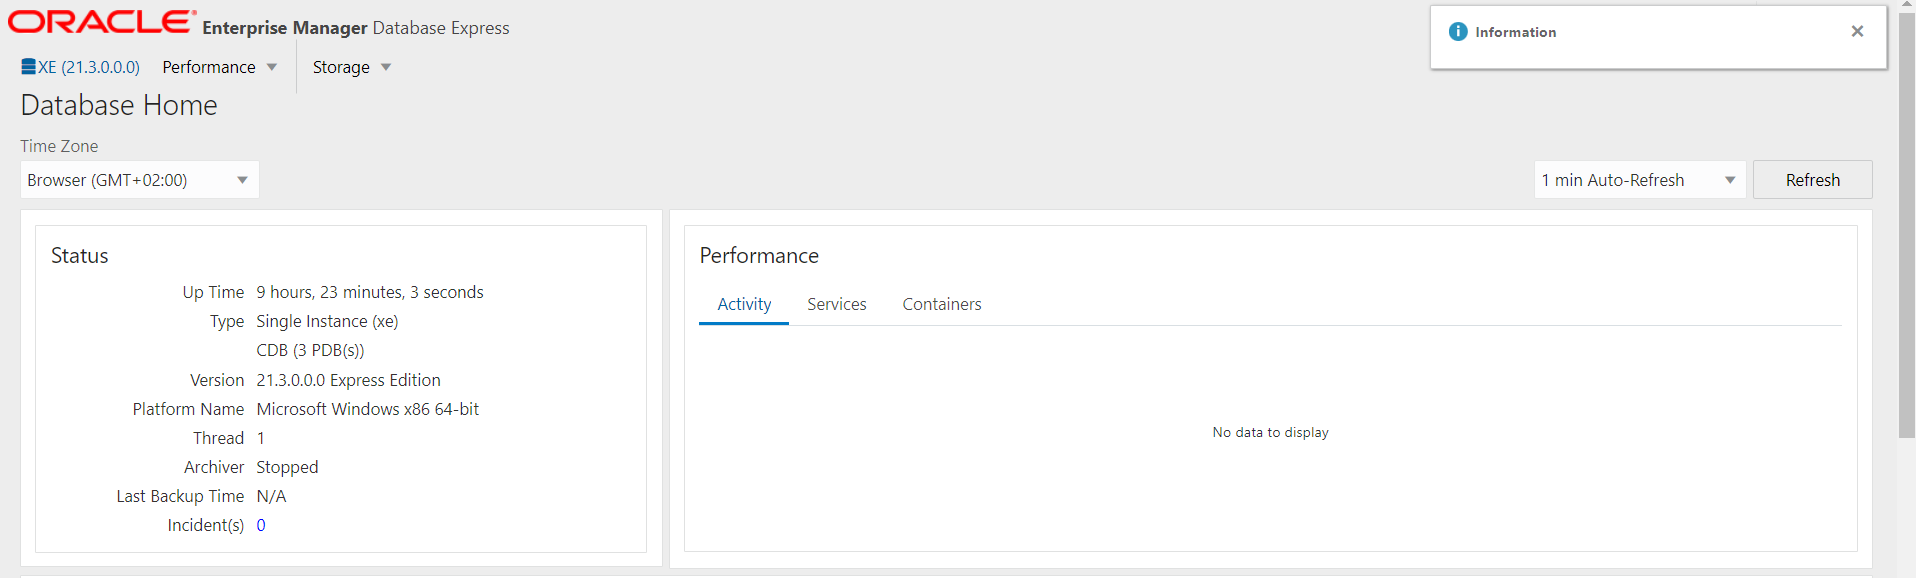 ORACLE Enterprise Manager Database Express
Information
XE (21.3.0.0.0) Performance Storage
Database Home
Time Zone
Browser (GMT+02:00)
1 min Auto-Refresh Refresh
Status
Up Time 9 hours, 23 minutes, 3 seconds
Type Single Instance (xe)
CDB (3 PDB(s))
Version 21.3.0.0.0 Express Edition
Platform Name Microsoft Windows x86 64-bit
Thread 1
Archiver Stopped
Last Backup Time N/A
Incident(s) 0
Performance
Activity Services Containers
No data to display